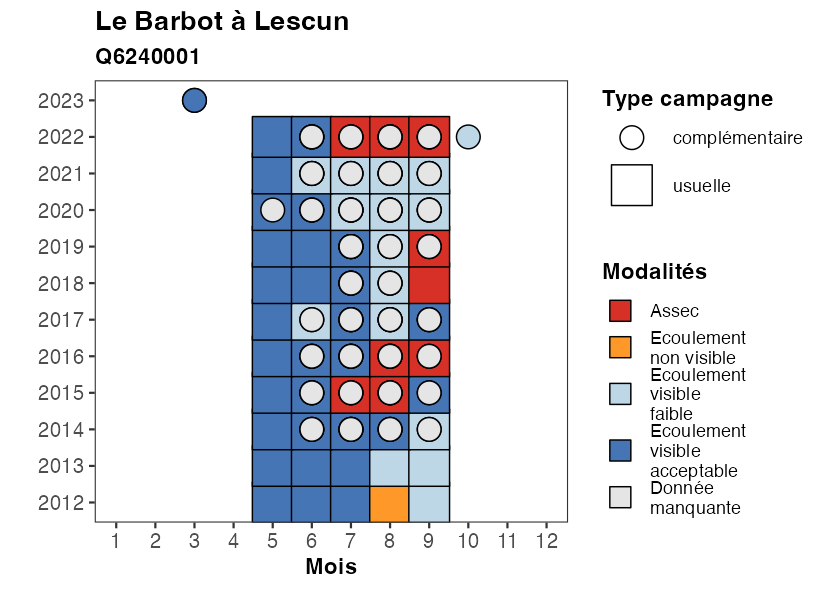 Le Barbot à Lescun
Q6240001
2023
2022
2021
2020
2019
2018
2017
2016
2015
2014
2013
2012
1 2 3 4 5 6 7 8 9 10 11 12
Mois
Type campagne
complémentaire
usuelle
Modalités
Assec
Ecoulement
non visible
Ecoulement
visible
faible
Ecoulement
visible
acceptable
Donnée
manquante